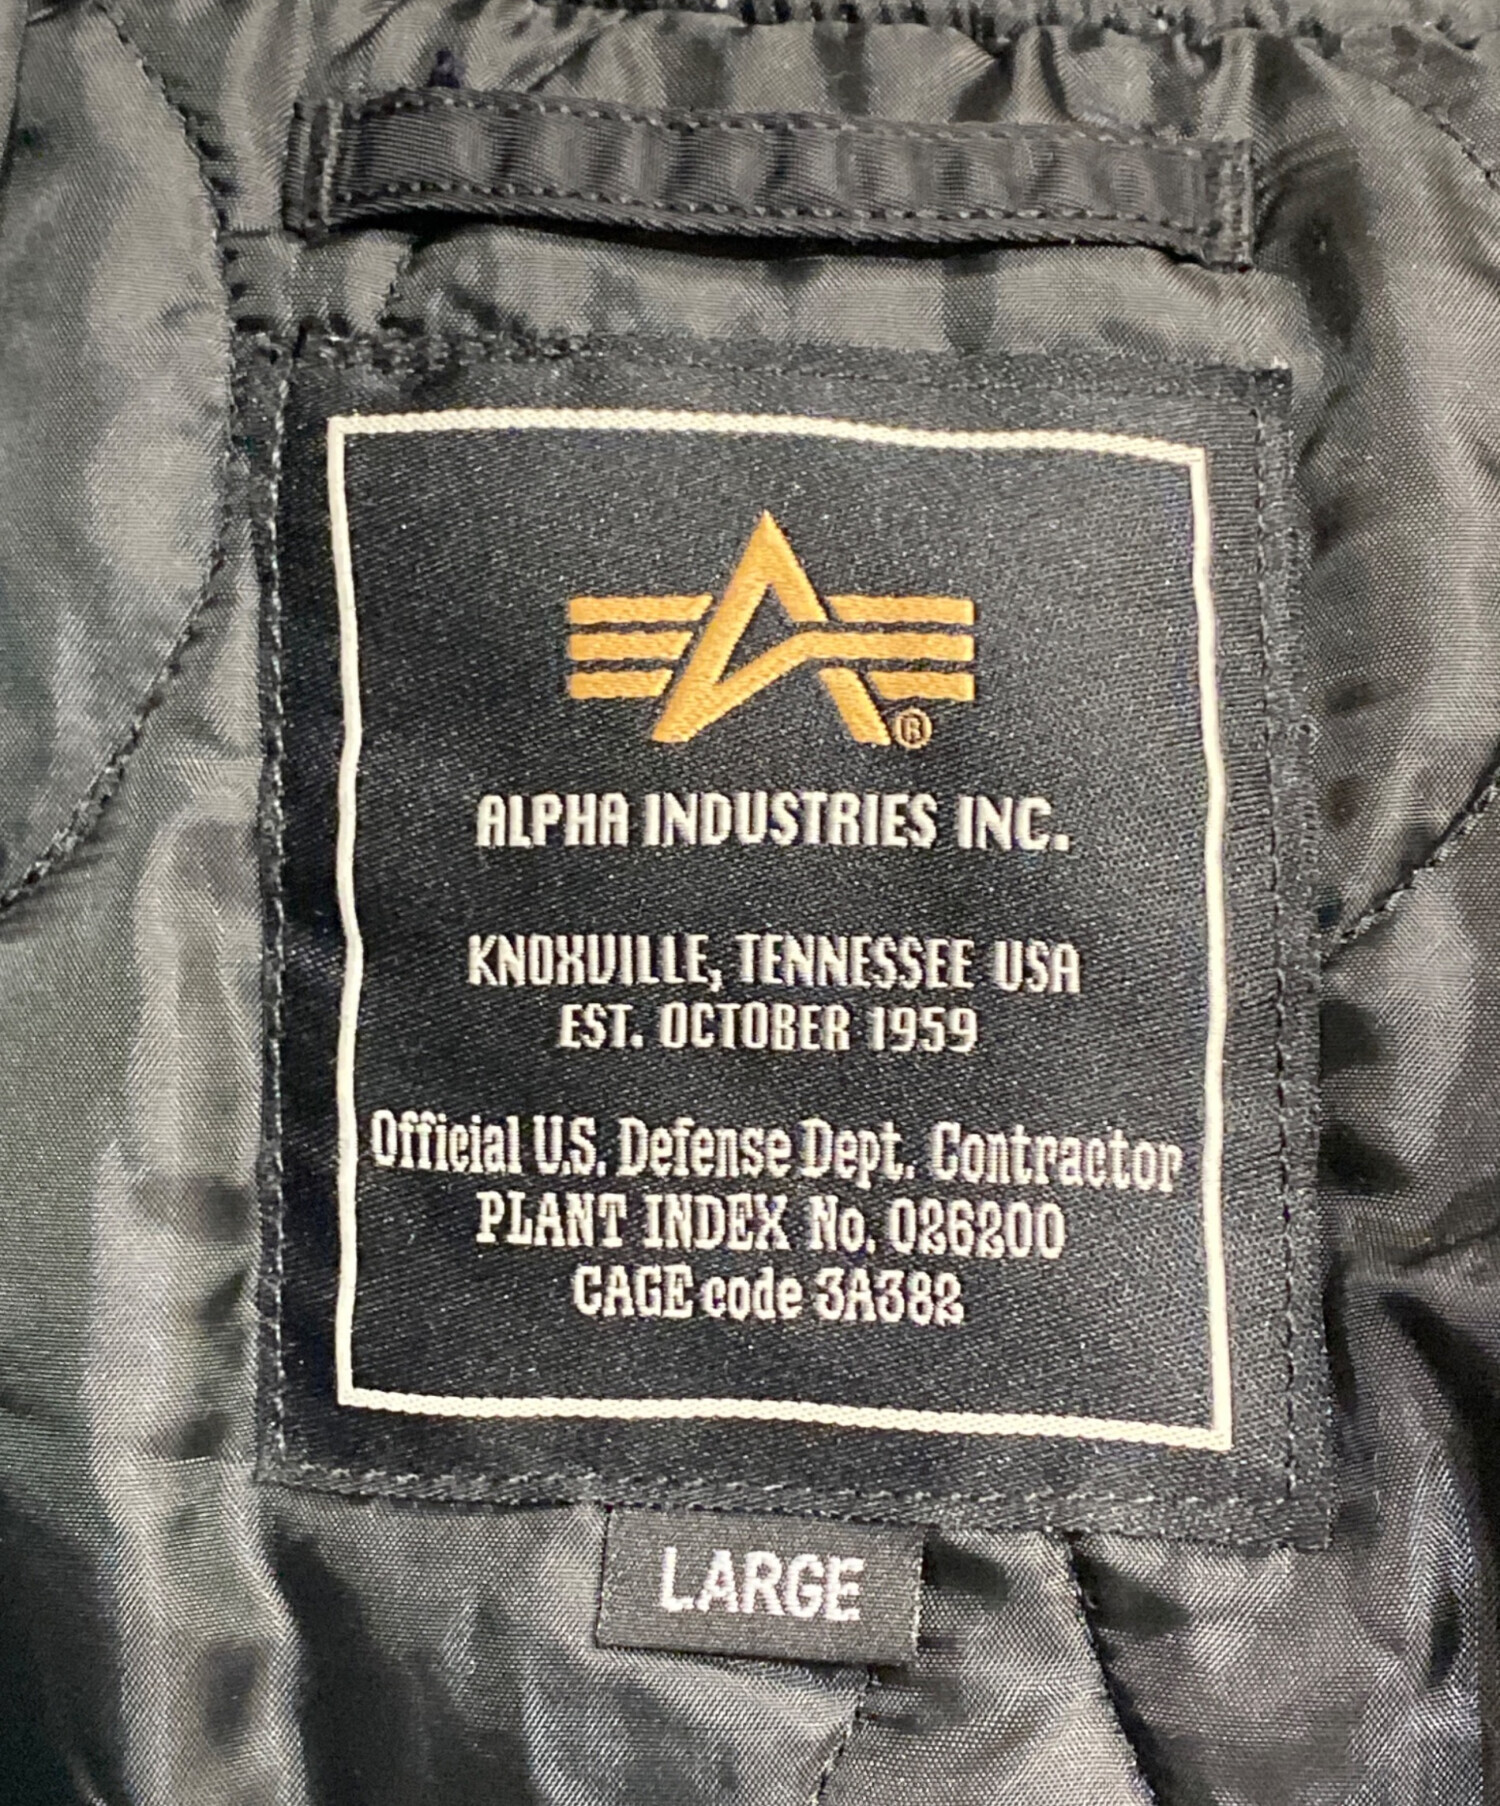 ®
ALPHA INDUSTRIES INC.
KNOXVILLE, TENNESSEE USA
EST. OCTOBER 1959
Official U.S. Defense Dept. Contractor
PLANT INDEX No. 026200
CAGE code 3A382
LARGE